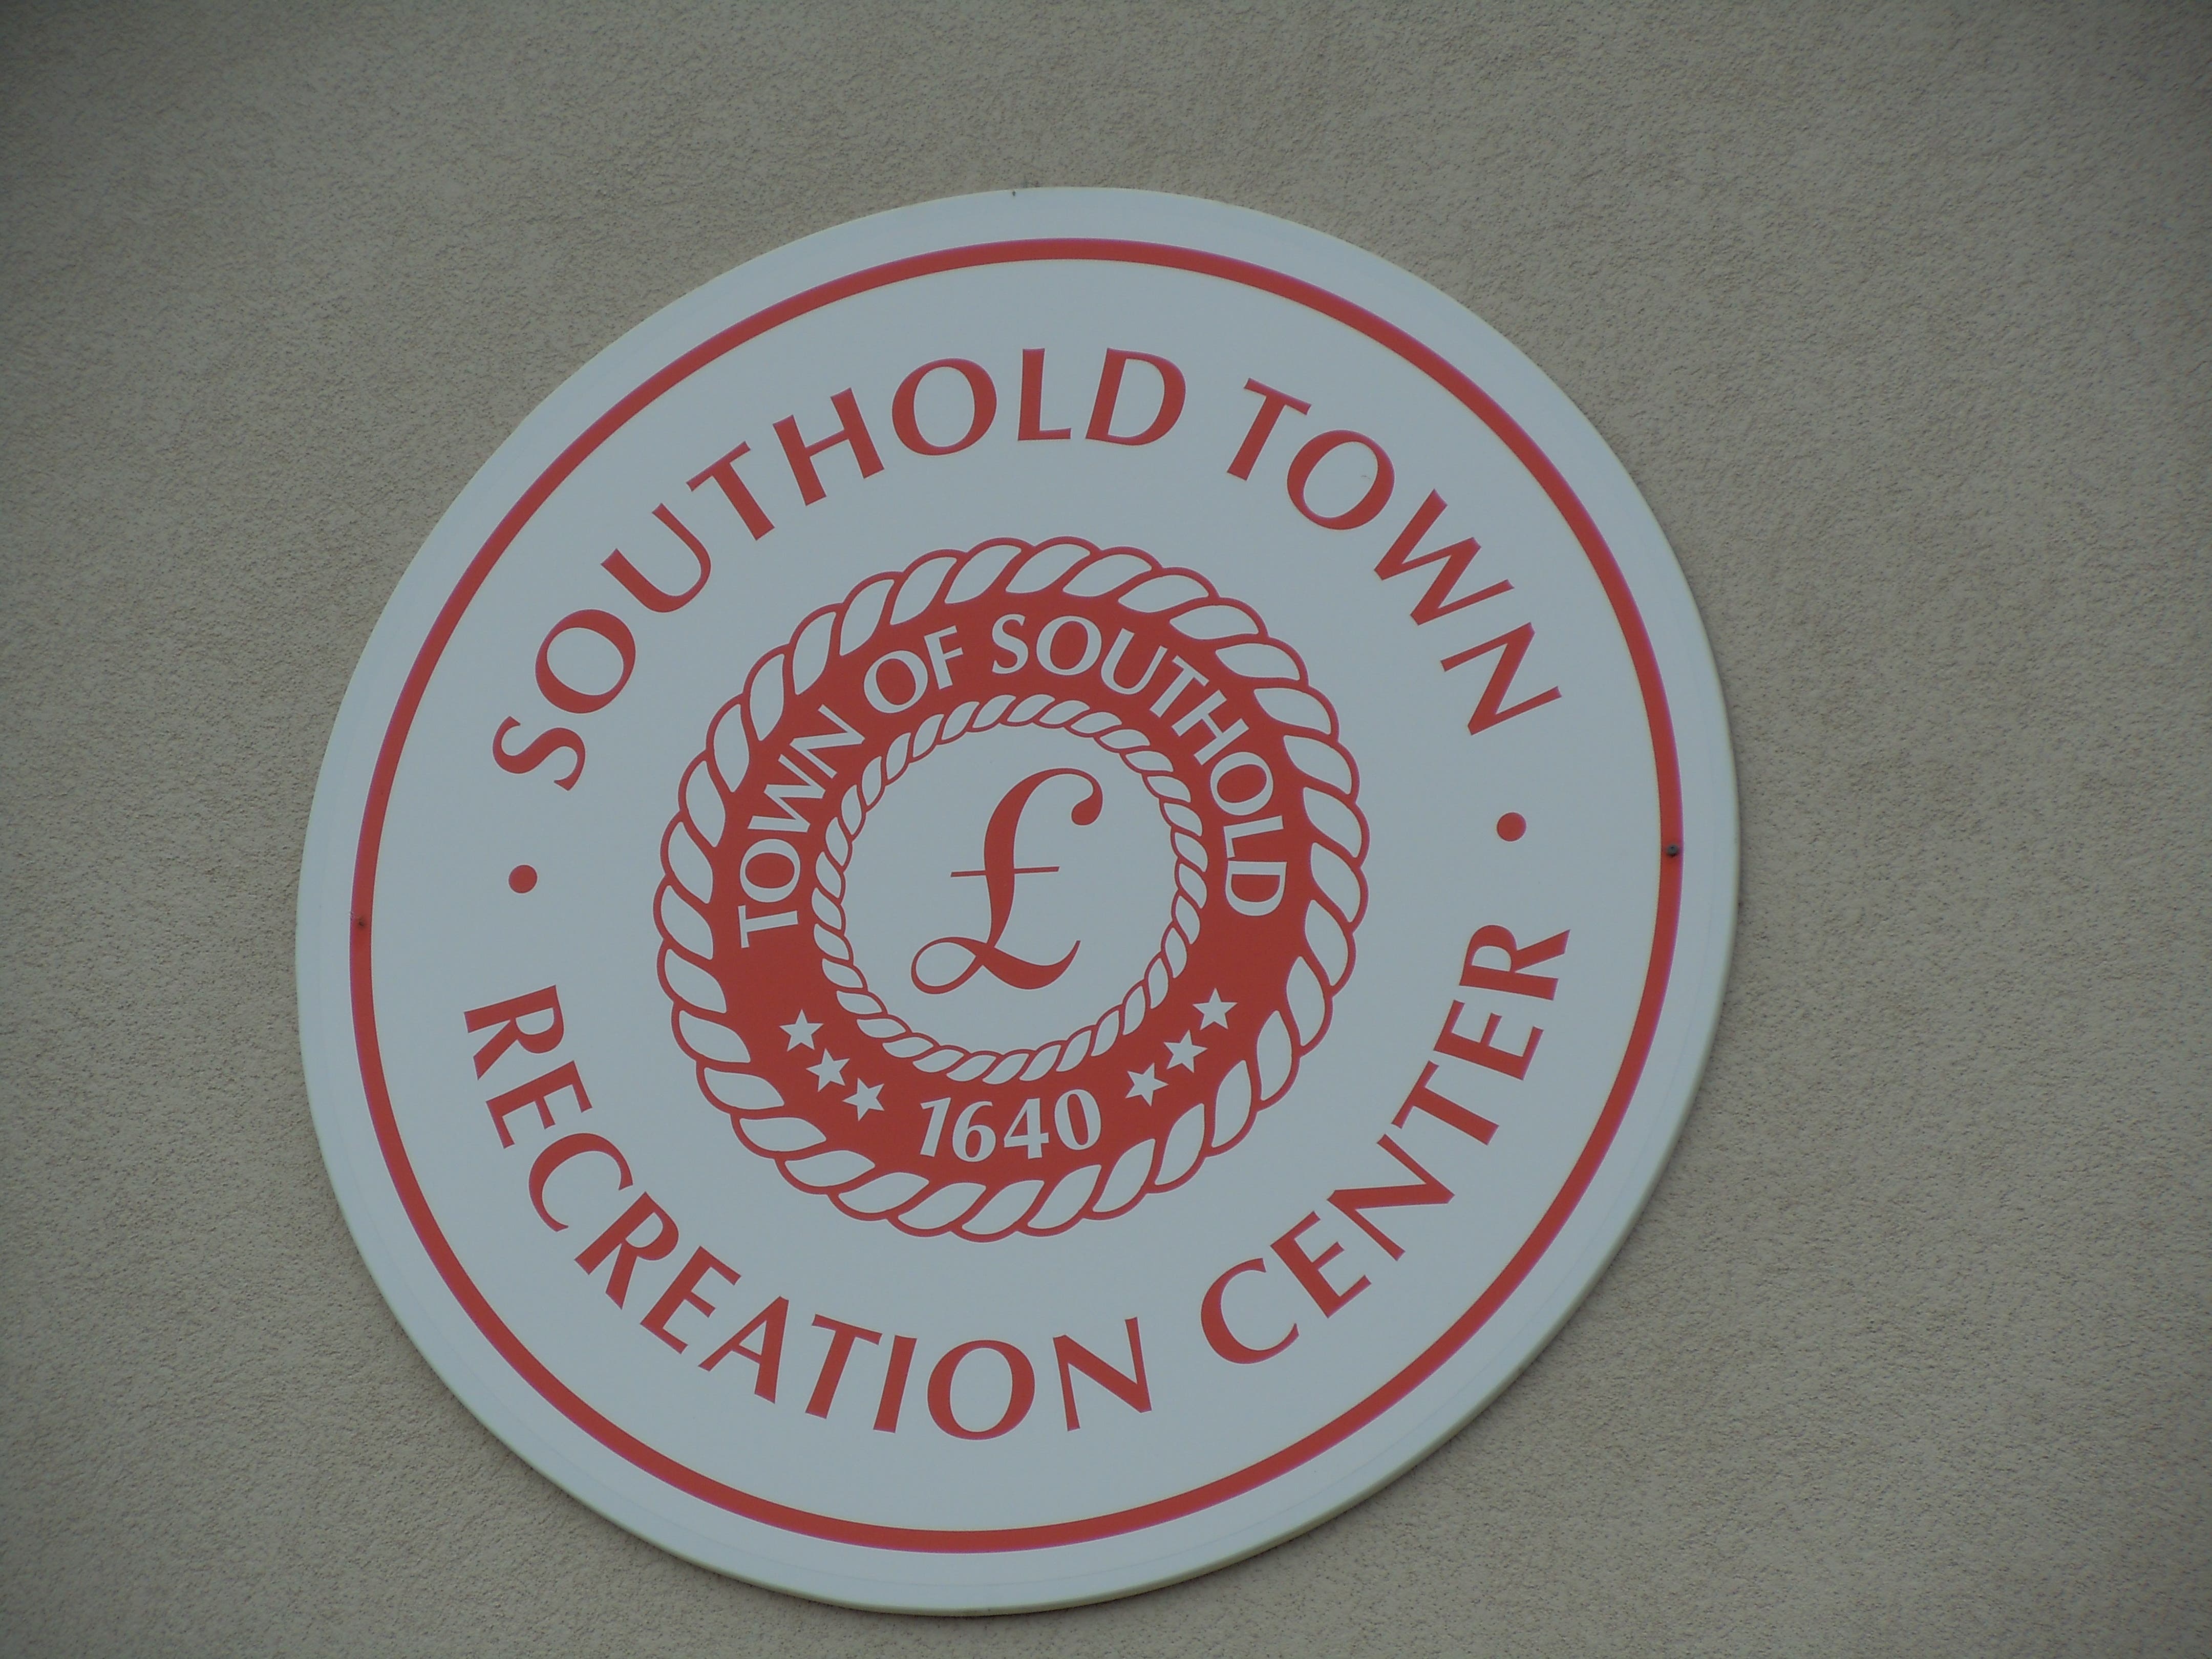 • SOUTHOLD TOWN •
RECREATION CENTER
TOWN OF SOUTHOLD
£
1640